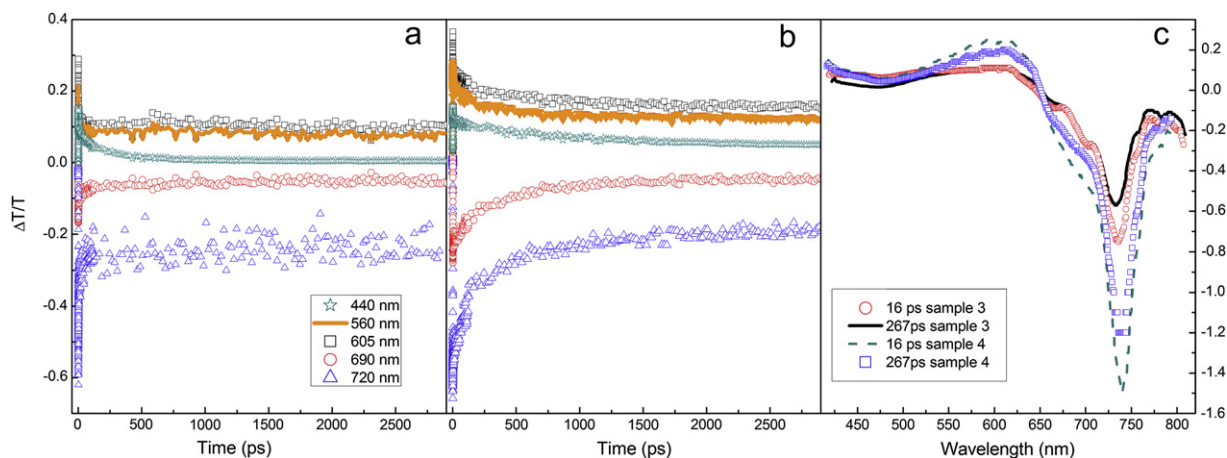 a
b
c
ΔT/T
0.4
0.2
0.0
-0.2
-0.4
-0.6
440 nm
560 nm
605 nm
690 nm
720 nm
0 500 1000 1500 2000 2500
Time (ps)
0 500 1000 1500 2000 2500
Time (ps)
16 ps sample 3
267ps sample 3
16 ps sample 4
267ps sample 4
450 500 550 600 650 700 750 800
Wavelength (nm)
0.2
0.0
-0.2
-0.4
-0.6
-0.8
-1.0
-1.2
-1.4
-1.6